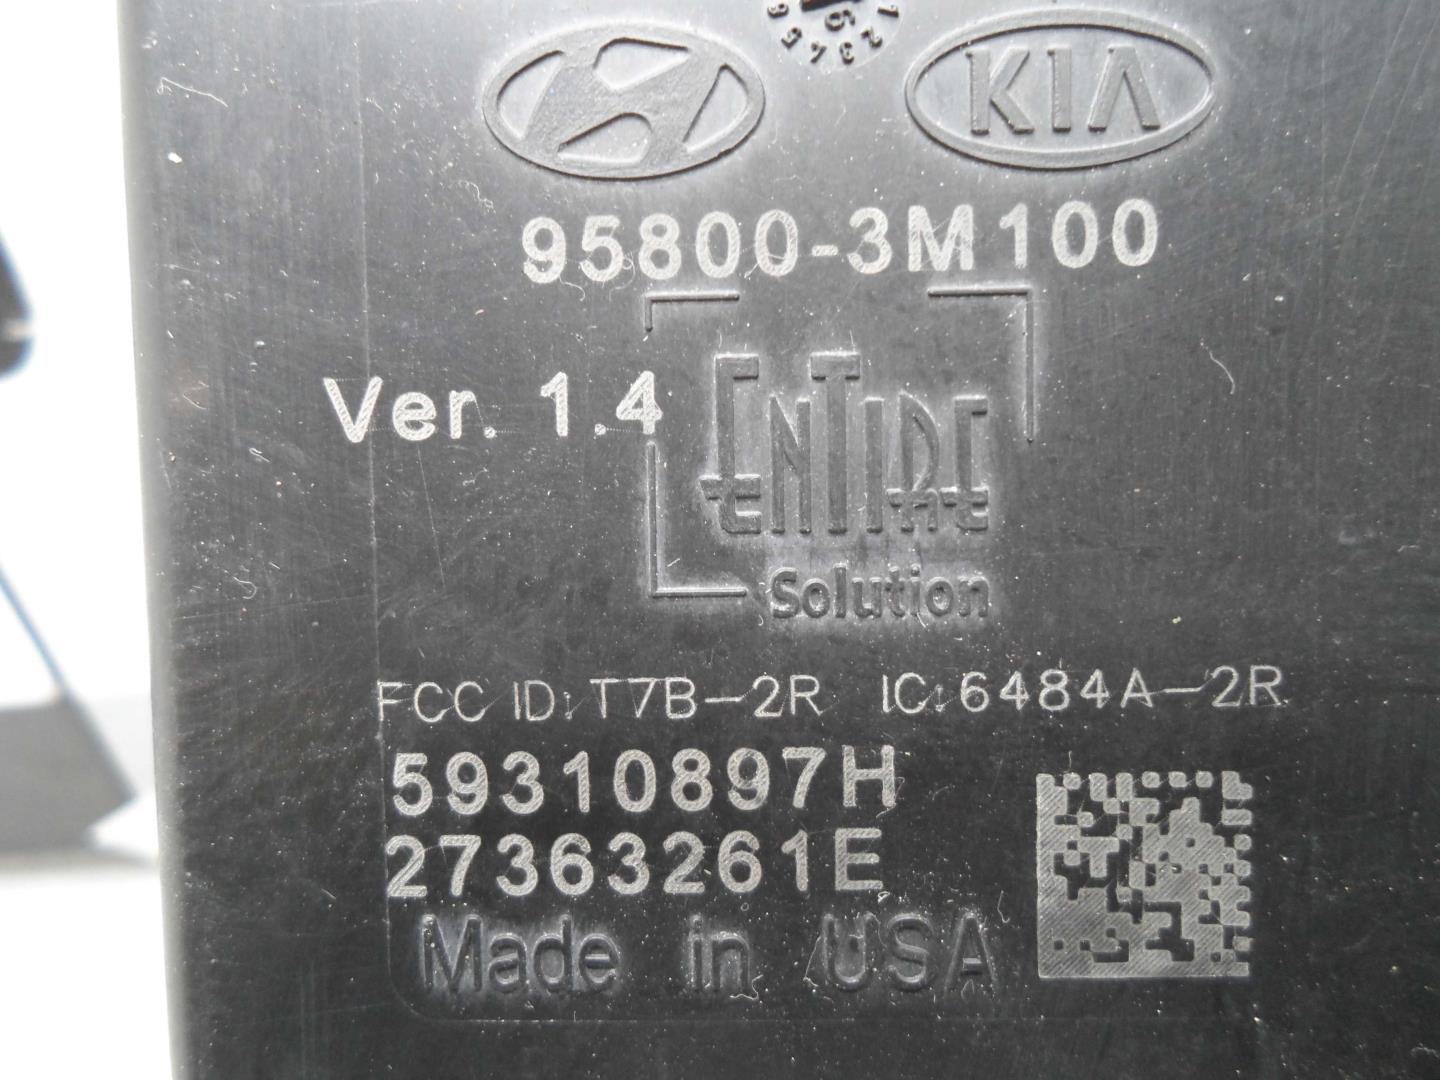 KIA
95800-3M100
Ver. 1.4
ENTIRE
Solution
FCC ID: T7B-2R IC: 6484A-2R
59310897H
27363261E
Made in USA